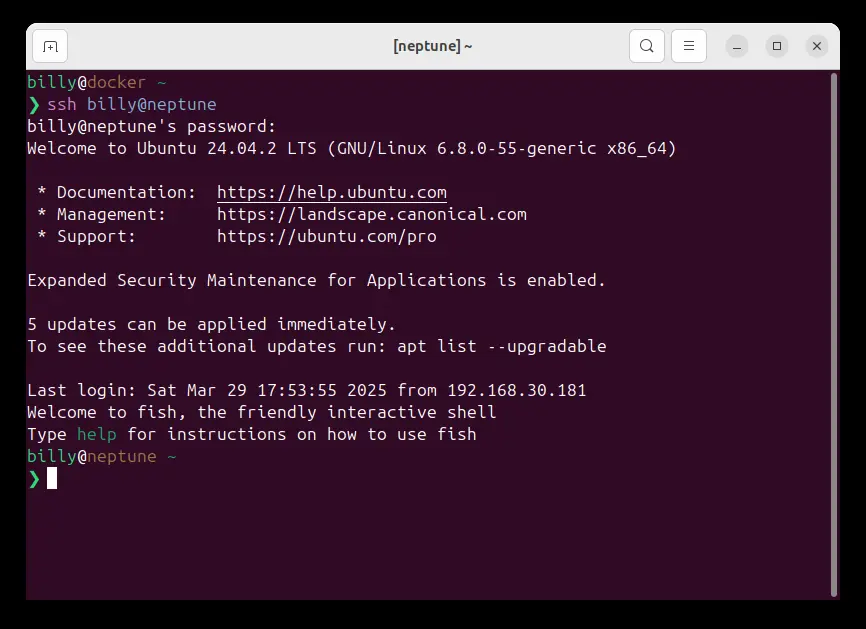 [neptune] ~
billy@docker ~
❯ ssh billy@neptune
billy@neptune's password:
Welcome to Ubuntu 24.04.2 LTS (GNU/Linux 6.8.0-55-generic x86_64)
 * Documentation:  https://help.ubuntu.com
 * Management:     https://landscape.canonical.com
 * Support:        https://ubuntu.com/pro
Expanded Security Maintenance for Applications is enabled.
5 updates can be applied immediately.
To see these additional updates run: apt list --upgradable
Last login: Sat Mar 29 17:53:55 2025 from 192.168.30.181
Welcome to fish, the friendly interactive shell
Type help for instructions on how to use fish
billy@neptune ~
❯